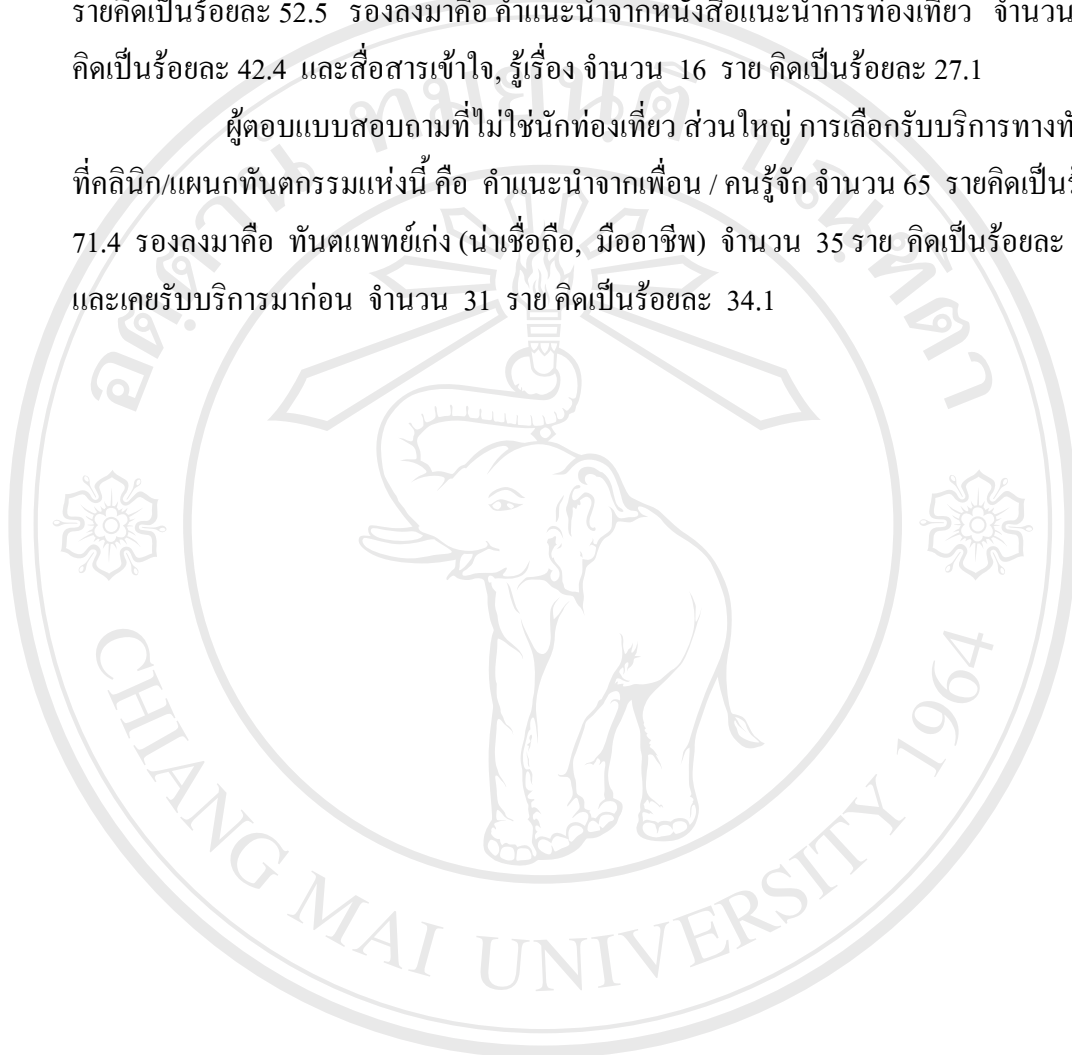 รายคิดเป็นร้อยละ 52.5 รองลงมาคือ คำแนะนำจากหนังสือแนะนำการท่องเที่ยว จำนวน
คิดเป็นร้อยละ 42.4 และสื่อสารเข้าใจ, รู้เรื่อง จำนวน 16 ราย คิดเป็นร้อยละ 27.1
ผู้ตอบแบบสอบถามที่ไม่ใช่นักท่องเที่ยว ส่วนใหญ่ การเลือกรับบริการทาง
ที่คลินิก/แผนกทันตกรรมแห่งนี้ คือ คำแนะนำจากเพื่อน / คนรู้จัก จำนวน 65 รายคิดเป็น
71.4 รองลงมาคือ ทันตแพทย์เก่ง (น่าเชื่อถือ, มืออาชีพ) จำนวน 35 ราย คิดเป็นร้อยละ
และเคยรับบริการมาก่อน จำนวน 31 ราย คิดเป็นร้อยละ 34.1
อตฺตานํ ทมยนฺติ ปณฺฑิตา
CHIANG MAI UNIVERSITY 1964